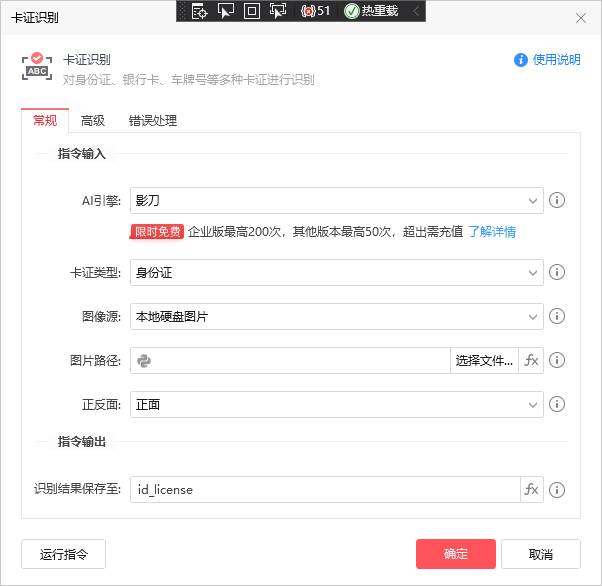 卡证识别
51 热重载
ABC
卡证识别
使用说明
对身份证、银行卡、车牌号等多种卡证进行识别
常规 高级 错误处理
指令输入
AI引擎: 影刀
限时免费 企业版最高200次，其他版本最高50次，超出需充值 了解详情
卡证类型: 身份证
图像源: 本地硬盘图片
图片路径: 选择文件... fx
正反面: 正面
指令输出
识别结果保存至: id_license fx
运行指令 确定 取消